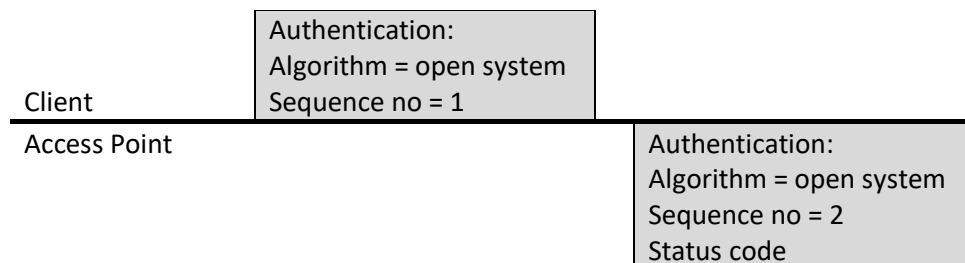 Authentication:
Algorithm = open system
Client
Sequence no = 1
Access Point
Authentication:
Algorithm = open system
Sequence no = 2
Status code